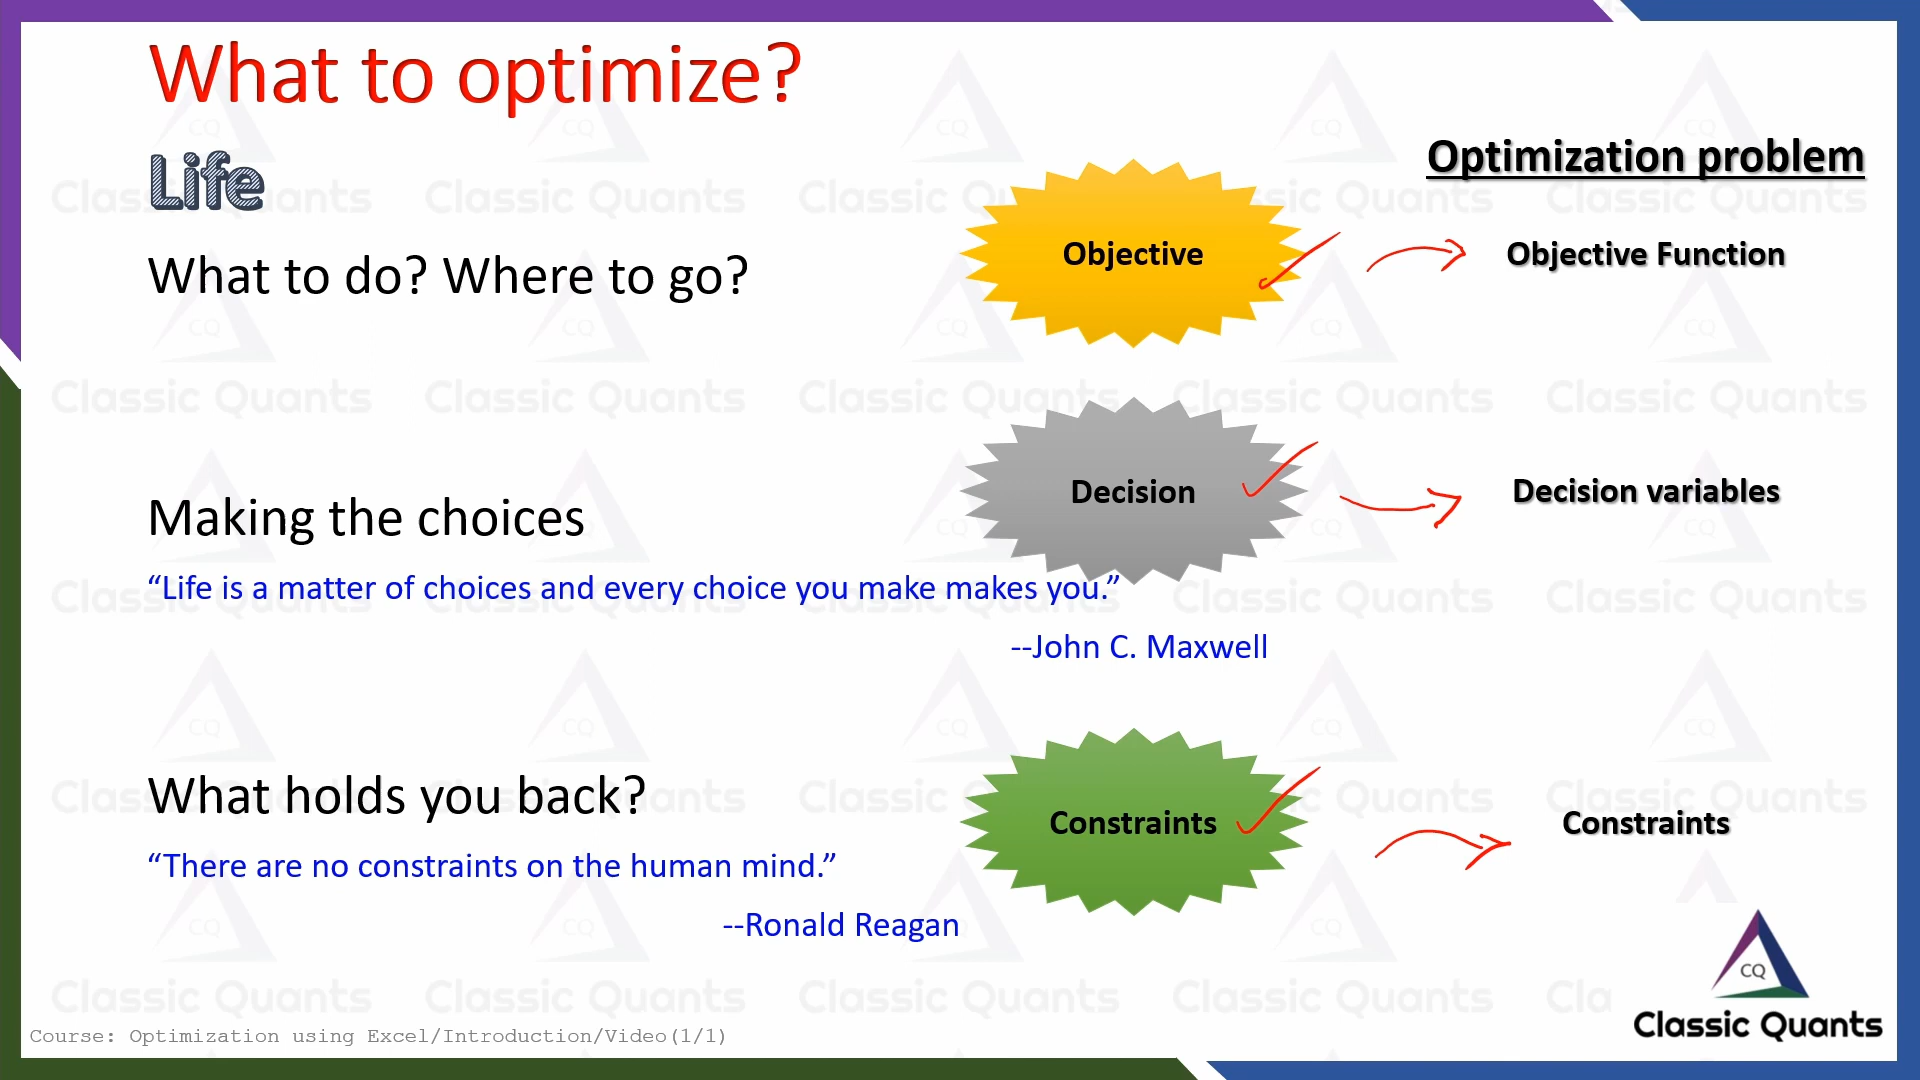 What to optimize?
Life
Optimization problem
What to do? Where to go?
Objective
Objective Function
Making the choices
Decision
Decision variables
“Life is a matter of choices and every choice you make makes you.”
--John C. Maxwell
What holds you back?
Constraints
Constraints
“There are no constraints on the human mind.”
--Ronald Reagan
CQ
Classic Quants
Course: Optimization using Excel/Introduction/Video(1/1)